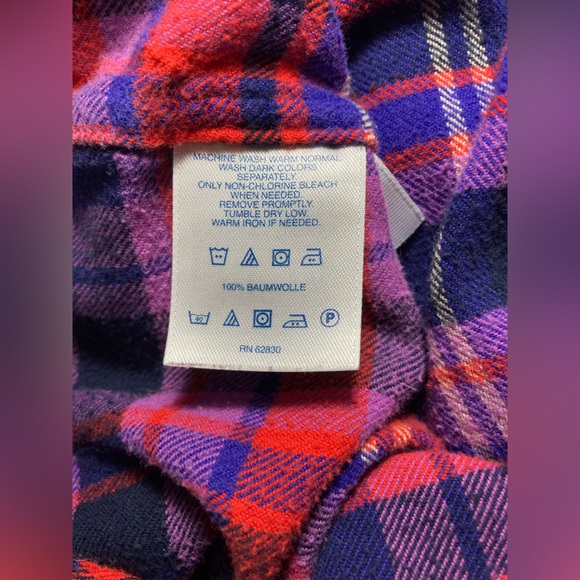 MACHINE WASH WARM NORMAL.
WASH DARK COLORS
SEPARATELY.
ONLY NON-CHLORINE BLEACH
WHEN NEEDED.
REMOVE PROMPTLY.
TUMBLE DRY LOW.
WARM IRON IF NEEDED.
100% BAUMWOLLE
40 P
RN 62830